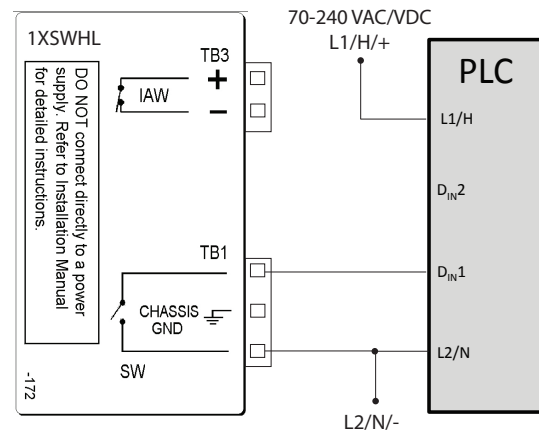 1XSWHL
DO NOT connect directly to a power
supply. Refer to Installation Manual
for detailed instructions.
-172
IAW
TB3
+
–
TB1
CHASSIS
GND
SW
70-240 VAC/VDC
L1/H/+
PLC
L1/H
DIN2
DIN1
L2/N
L2/N/-